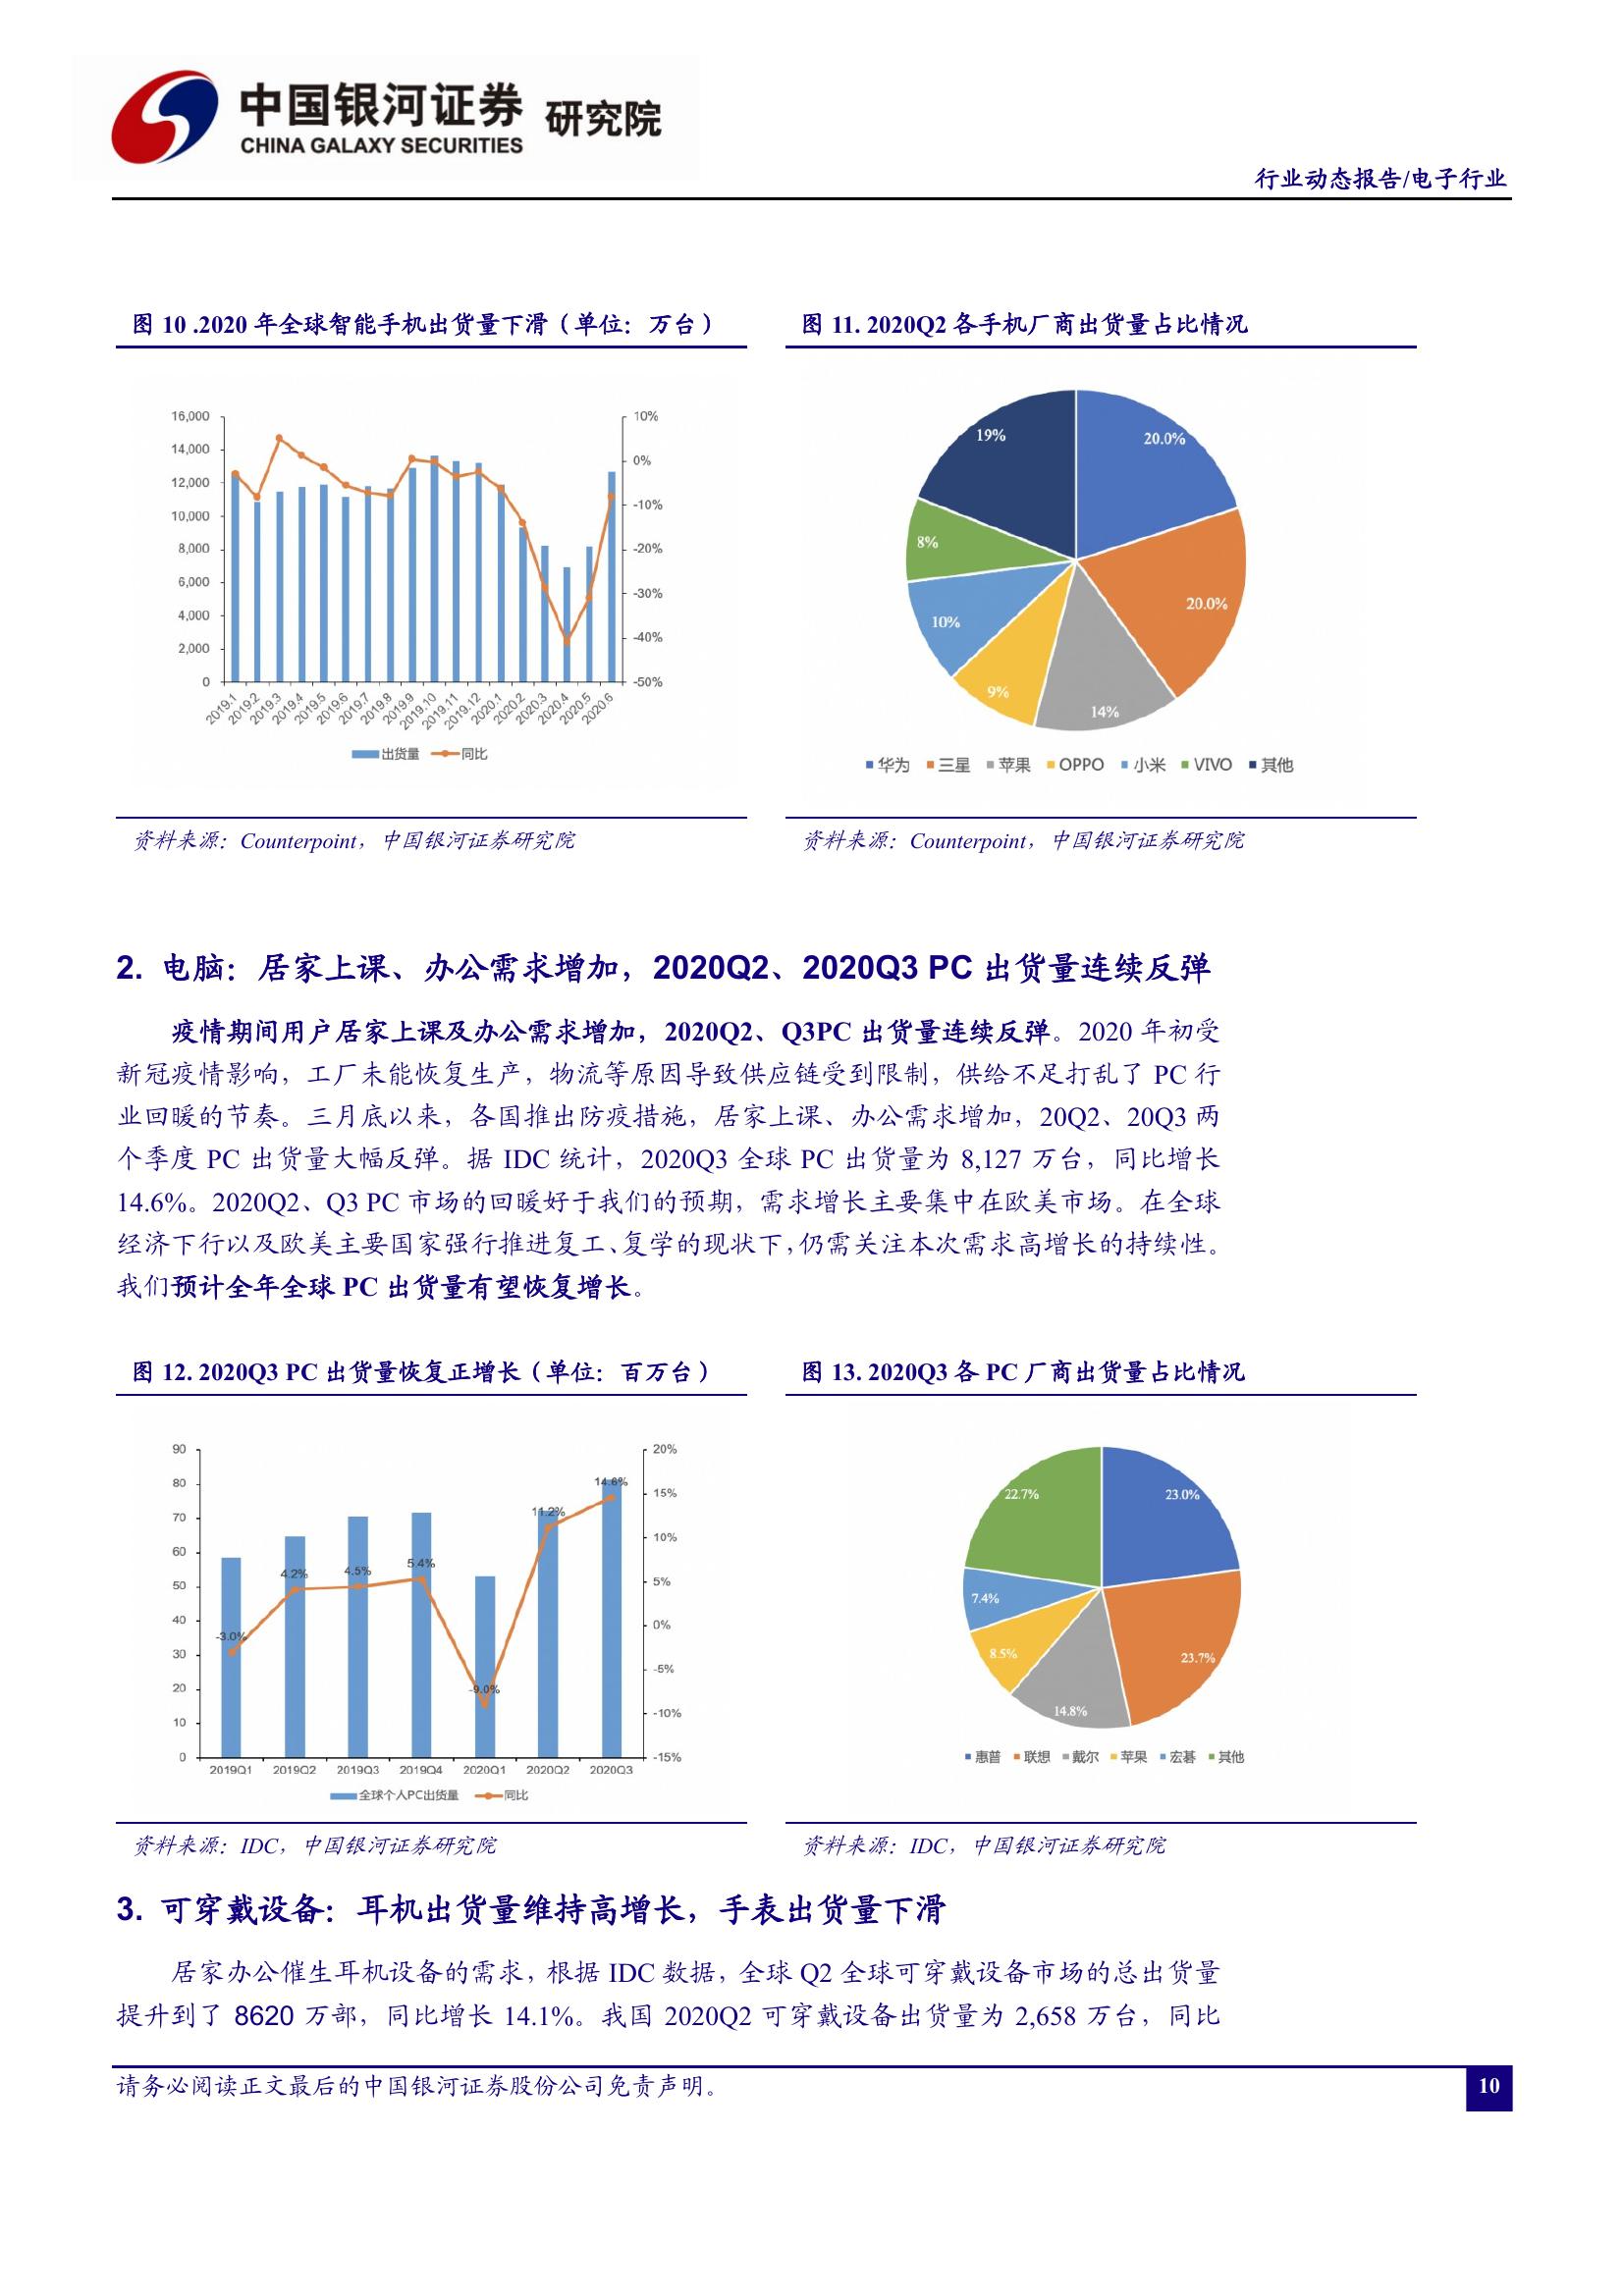 中国银河证券 研究院
CHINA GALAXY SECURITIES
行业动态报告/电子行业
图 10 .2020 年全球智能手机出货量下滑（单位：万台）
16,000
14,000
12,000
10,000
8,000
6,000
4,000
2,000
0
10%
0%
-10%
-20%
-30%
-40%
-50%
2019.1 2019.2 2019.3 2019.4 2019.5 2019.6 2019.7 2019.8 2019.9 2019.10 2019.11 2019.12 2020.1 2020.2 2020.3 2020.4 2020.5 2020.6
出货量 同比
资料来源：Counterpoint，中国银河证券研究院
图 11. 2020Q2 各手机厂商出货量占比情况
19%
20.0%
8%
20.0%
10%
9%
14%
华为 三星 苹果 OPPO 小米 VIVO 其他
资料来源：Counterpoint，中国银河证券研究院
2. 电脑：居家上课、办公需求增加，2020Q2、2020Q3 PC 出货量连续反弹
疫情期间用户居家上课及办公需求增加，2020Q2、Q3PC 出货量连续反弹。2020 年初受
新冠疫情影响，工厂未能恢复生产，物流等原因导致供应链受到限制，供给不足打乱了 PC 行
业回暖的节奏。三月底以来，各国推出防疫措施，居家上课、办公需求增加，20Q2、20Q3 两
个季度 PC 出货量大幅反弹。据 IDC 统计，2020Q3 全球 PC 出货量为 8,127 万台，同比增长
14.6%。2020Q2、Q3 PC 市场的回暖好于我们的预期，需求增长主要集中在欧美市场。在全球
经济下行以及欧美主要国家强行推进复工、复学的现状下，仍需关注本次需求高增长的持续性。
我们预计全年全球 PC 出货量有望恢复增长。
图 12. 2020Q3 PC 出货量恢复正增长（单位：百万台）
90
80
70
60
50
40
30
20
10
0
20%
15%
10%
5%
0%
-5%
-10%
-15%
-3.0%
4.2%
4.5%
5.4%
-9.0%
11.2%
14.6%
2019Q1 2019Q2 2019Q3 2019Q4 2020Q1 2020Q2 2020Q3
全球个人PC出货量 同比
资料来源：IDC，中国银河证券研究院
图 13. 2020Q3 各 PC 厂商出货量占比情况
22.7%
23.0%
7.4%
8.5%
23.7%
14.8%
惠普 联想 戴尔 苹果 宏碁 其他
资料来源：IDC，中国银河证券研究院
3. 可穿戴设备：耳机出货量维持高增长，手表出货量下滑
居家办公催生耳机设备的需求，根据 IDC 数据，全球 Q2 全球可穿戴设备市场的总出货量
提升到了 8620 万部，同比增长 14.1%。我国 2020Q2 可穿戴设备出货量为 2,658 万台，同比
请务必阅读正文最后的中国银河证券股份公司免责声明。
10